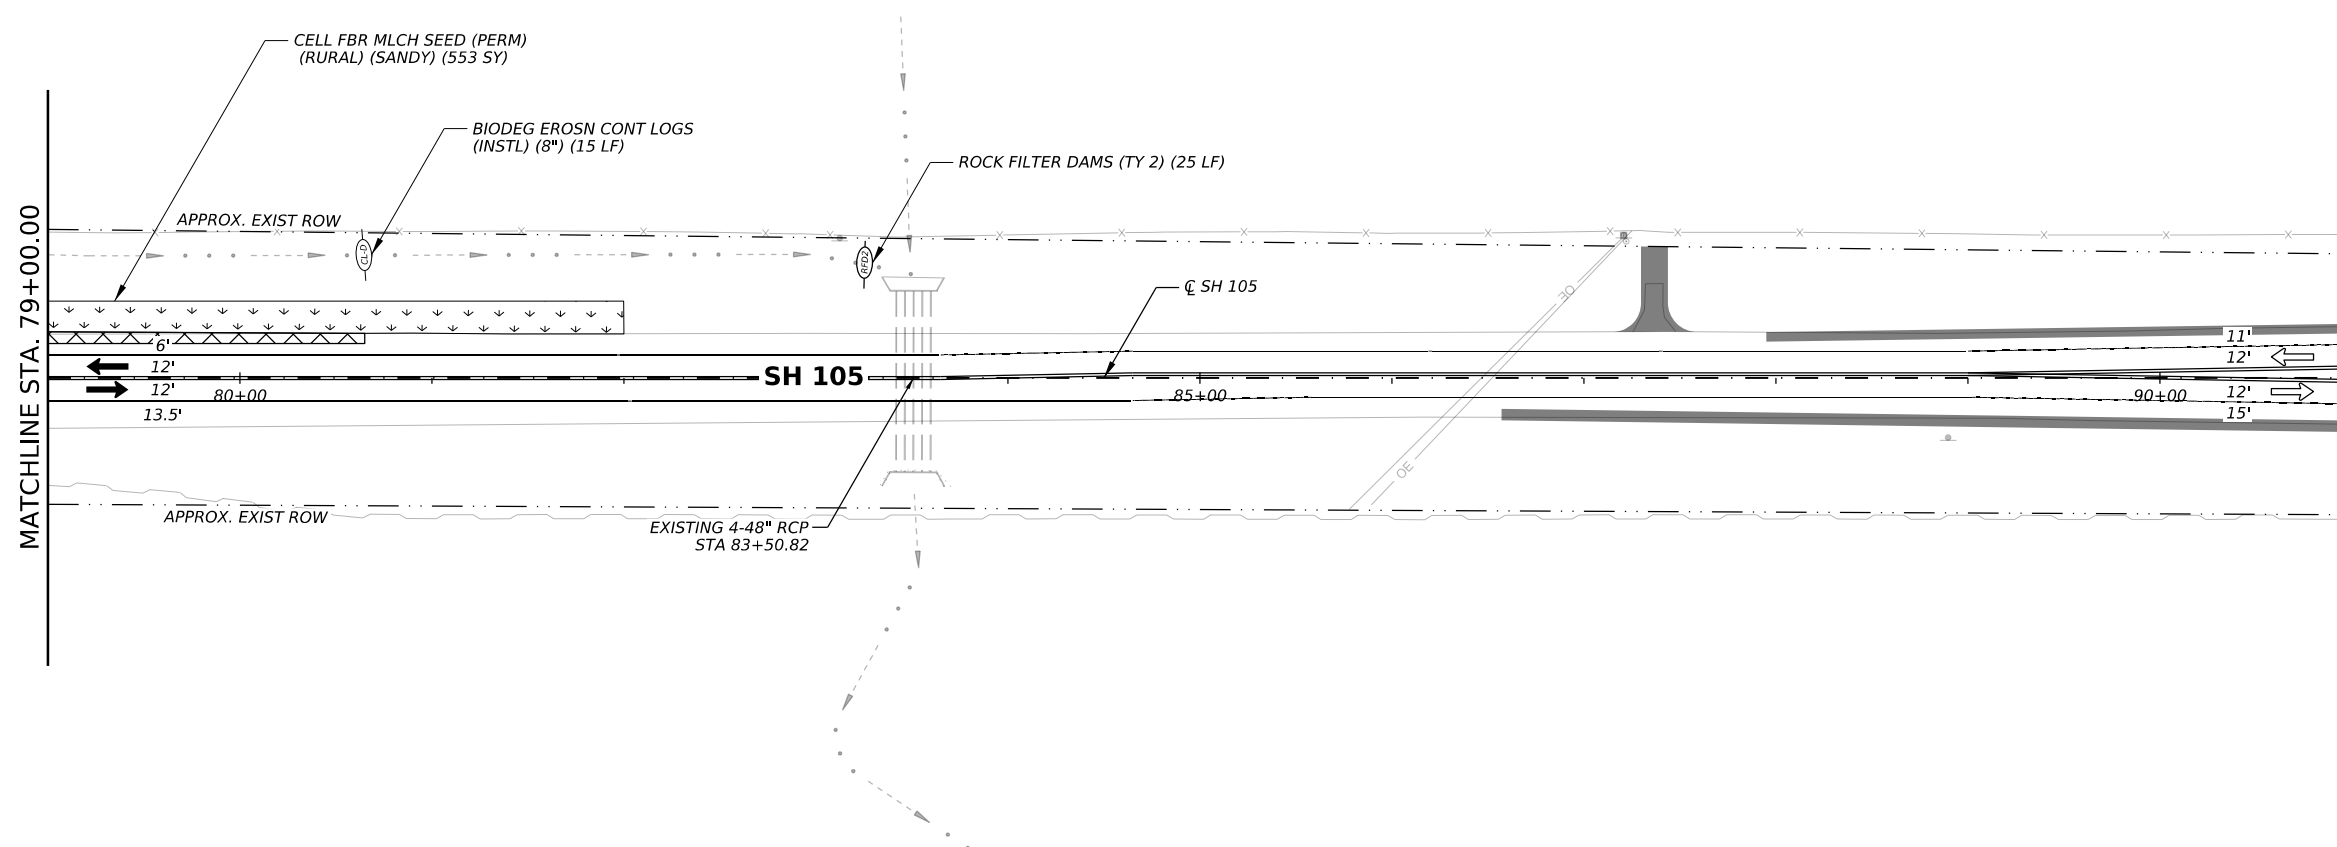 CELL FBR MLCH SEED (PERM)
(RURAL) (SANDY) (553 SY)
BIODEG EROSN CONT LOGS
(INSTL) (8") (15 LF)
ROCK FILTER DAMS (TY 2) (25 LF)
APPROX. EXIST ROW
CL-D
RFD2
℄ SH 105
OE
MATCHLINE STA. 79+00.00
6'
12'
12'
13.5'
80+00
SH 105
85+00
90+00
11'
12'
12'
15'
OE
APPROX. EXIST ROW
EXISTING 4-48" RCP
STA 83+50.82